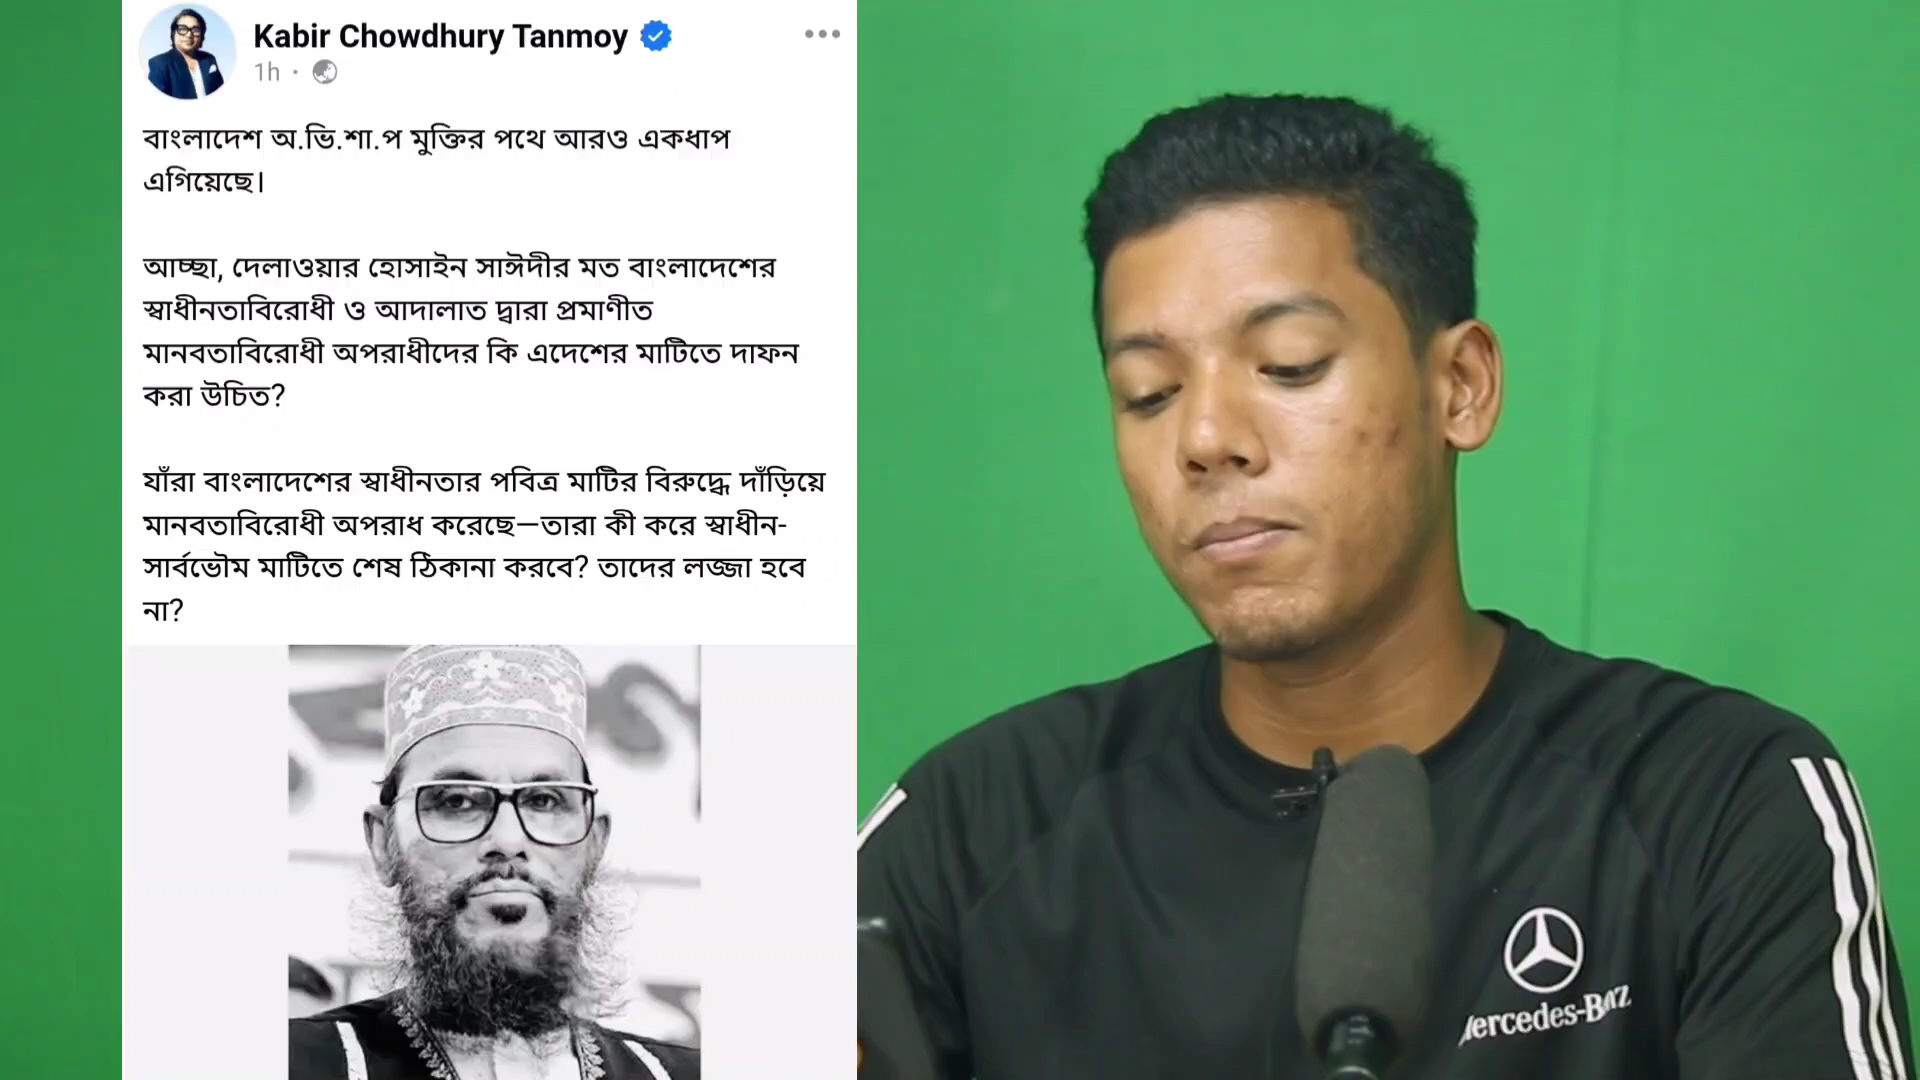 Kabir Chowdhury Tanmoy
1h
বাংলাদেশ অ.ভি.শা.প মুক্তির পথে আরও একধাপ
এগিয়েছে।
আচ্ছা, দেলাওয়ার হোসাইন সাঈদীর মত বাংলাদেশের
স্বাধীনতাবিরোধী ও আদালাত দ্বারা প্রমাণীত
মানবতাবিরোধী অপরাধীদের কি এদেশের মাটিতে দাফন
করা উচিত?
যাঁরা বাংলাদেশের স্বাধীনতার পবিত্র মাটির বিরুদ্ধে দাঁড়িয়ে
মানবতাবিরোধী অপরাধ করেছে—তারা কী করে স্বাধীন-
সার্বভৌম মাটিতে শেষ ঠিকানা করবে? তাদের লজ্জা হবে
না?
Mercedes-Benz